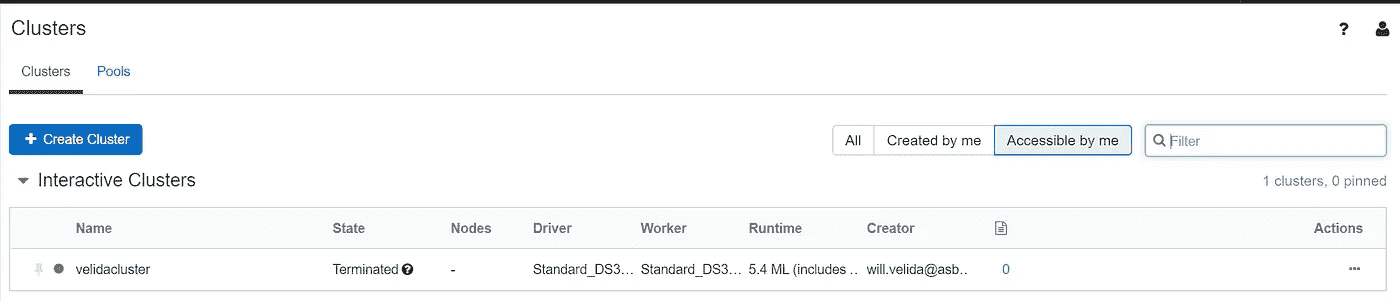 Clusters
?
Clusters Pools
+ Create Cluster
All Created by me Accessible by me Filter
Interactive Clusters
1 clusters, 0 pinned
Name State Nodes Driver Worker Runtime Creator Actions
velidacluster Terminated ? - Standard_DS3... Standard_DS3... 5.4 ML (includes .. will.velida@asb.. 0 ...